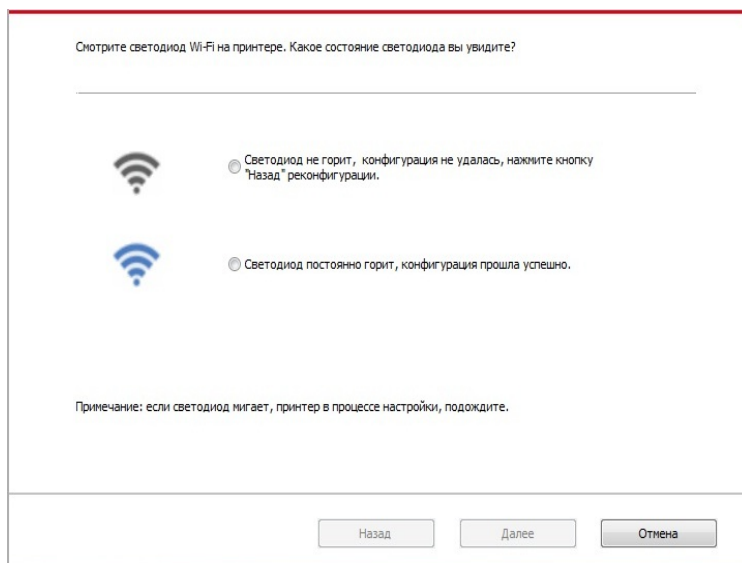 Смотрите светодиод Wi-Fi на принтере. Какое состояние светодиода вы увидите?
Светодиод не горит, конфигурация не удалась, нажмите кнопку
"Назад" реконфигурации.
Светодиод постоянно горит, конфигурация прошла успешно.
Примечание: если светодиод мигает, принтер в процессе настройки, подождите.
Назад
Далее
Отмена